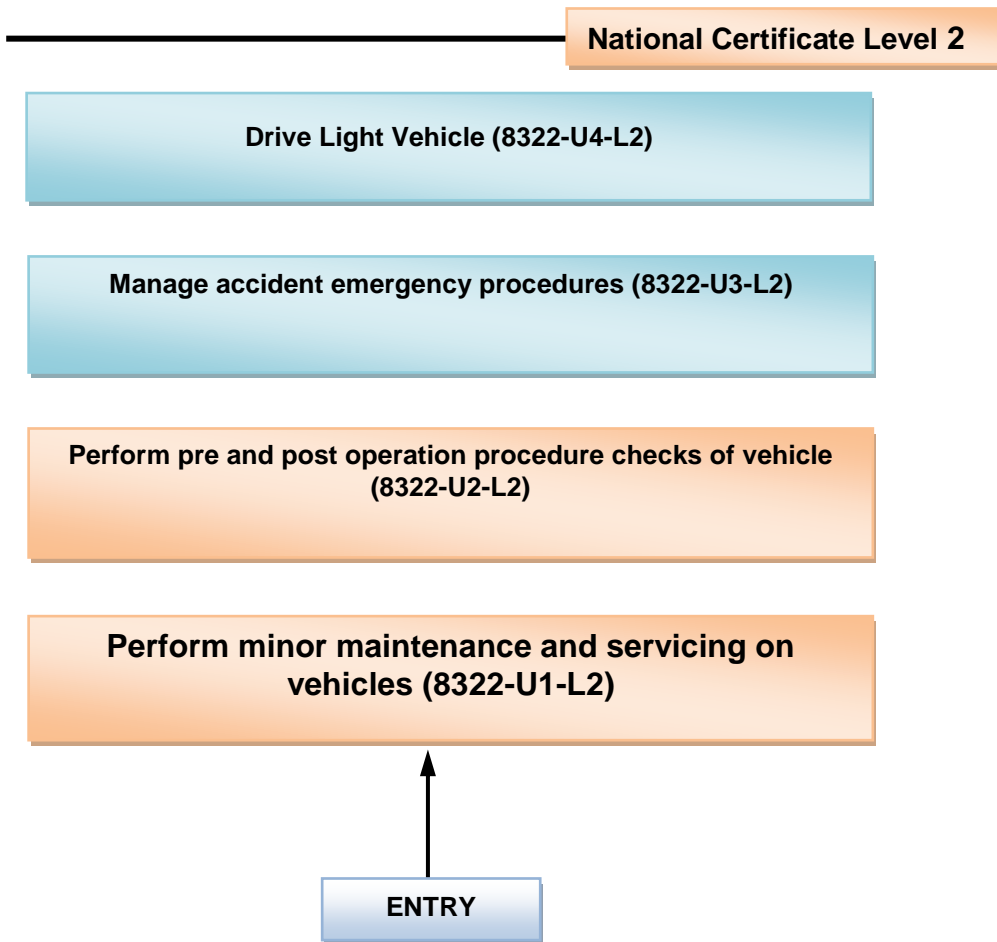 National Certificate Level 2
Drive Light Vehicle (8322-U4-L2)
Manage accident emergency procedures (8322-U3-L2)
Perform pre and post operation procedure checks of vehicle
(8322-U2-L2)
Perform minor maintenance and servicing on
vehicles (8322-U1-L2)
ENTRY